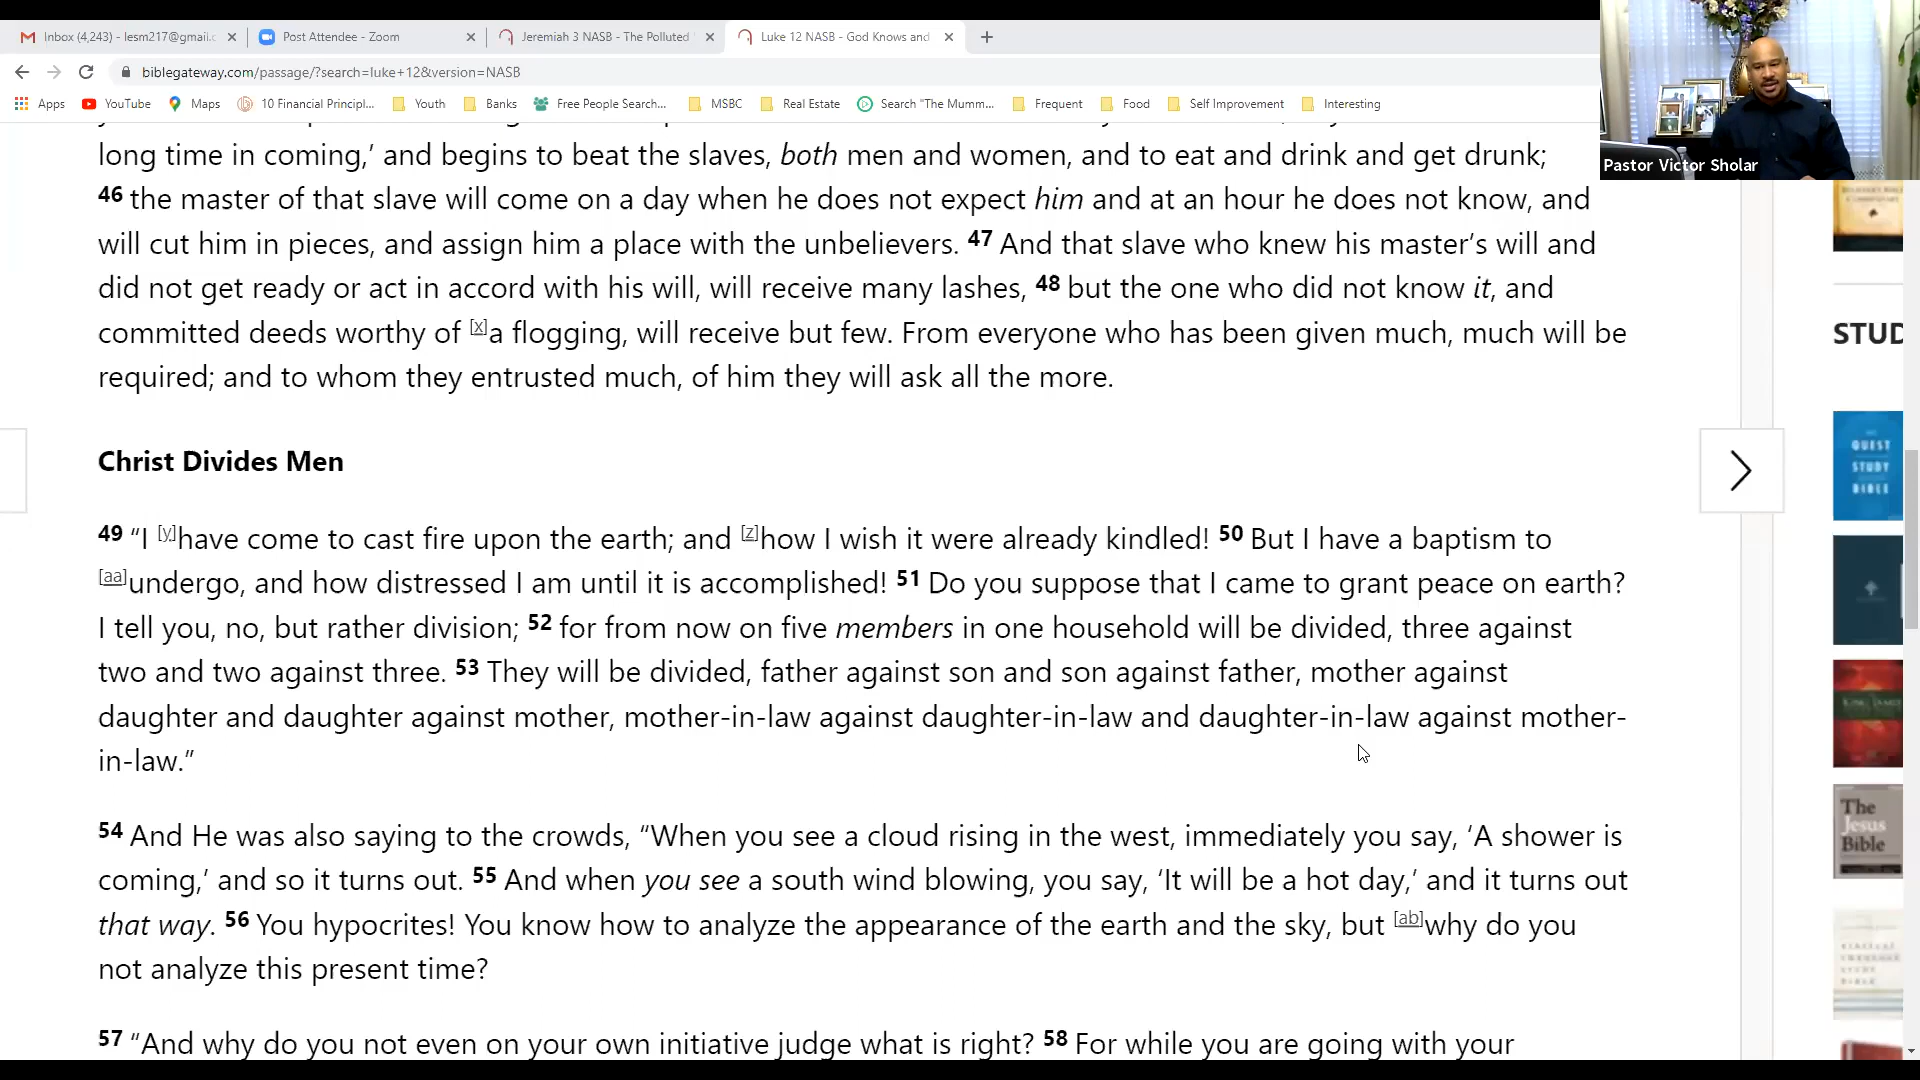 Inbox (4,243) - lesm217@gmail.c
Post Attendee - Zoom
Jeremiah 3 NASB - The Polluted
Luke 12 NASB - God Knows and
biblegateway.com/passage/?search=luke+12&version=NASB
Apps YouTube Maps 10 Financial Principl... Youth Banks Free People Search... MSBC Real Estate Search "The Mumm... Frequent Food Self Improvement Interesting
Pastor Victor Sholar
long time in coming,’ and begins to beat the slaves, both men and women, and to eat and drink and get drunk;
46 the master of that slave will come on a day when he does not expect him and at an hour he does not know, and
will cut him in pieces, and assign him a place with the unbelievers. 47 And that slave who knew his master’s will and
did not get ready or act in accord with his will, will receive many lashes, 48 but the one who did not know it, and
committed deeds worthy of [x]a flogging, will receive but few. From everyone who has been given much, much will be
required; and to whom they entrusted much, of him they will ask all the more.
Christ Divides Men
49 “I [y]have come to cast fire upon the earth; and [z]how I wish it were already kindled! 50 But I have a baptism to
[aa]undergo, and how distressed I am until it is accomplished! 51 Do you suppose that I came to grant peace on earth?
I tell you, no, but rather division; 52 for from now on five members in one household will be divided, three against
two and two against three. 53 They will be divided, father against son and son against father, mother against
daughter and daughter against mother, mother-in-law against daughter-in-law and daughter-in-law against mother-
in-law.”
54 And He was also saying to the crowds, “When you see a cloud rising in the west, immediately you say, ‘A shower is
coming,’ and so it turns out. 55 And when you see a south wind blowing, you say, ‘It will be a hot day,’ and it turns out
that way. 56 You hypocrites! You know how to analyze the appearance of the earth and the sky, but [ab]why do you
not analyze this present time?
57 “And why do you not even on your own initiative judge what is right? 58 For while you are going with your
STUD
QUEST
STUDY
BIBLE
KING JAMES
The
Jesus
Bible